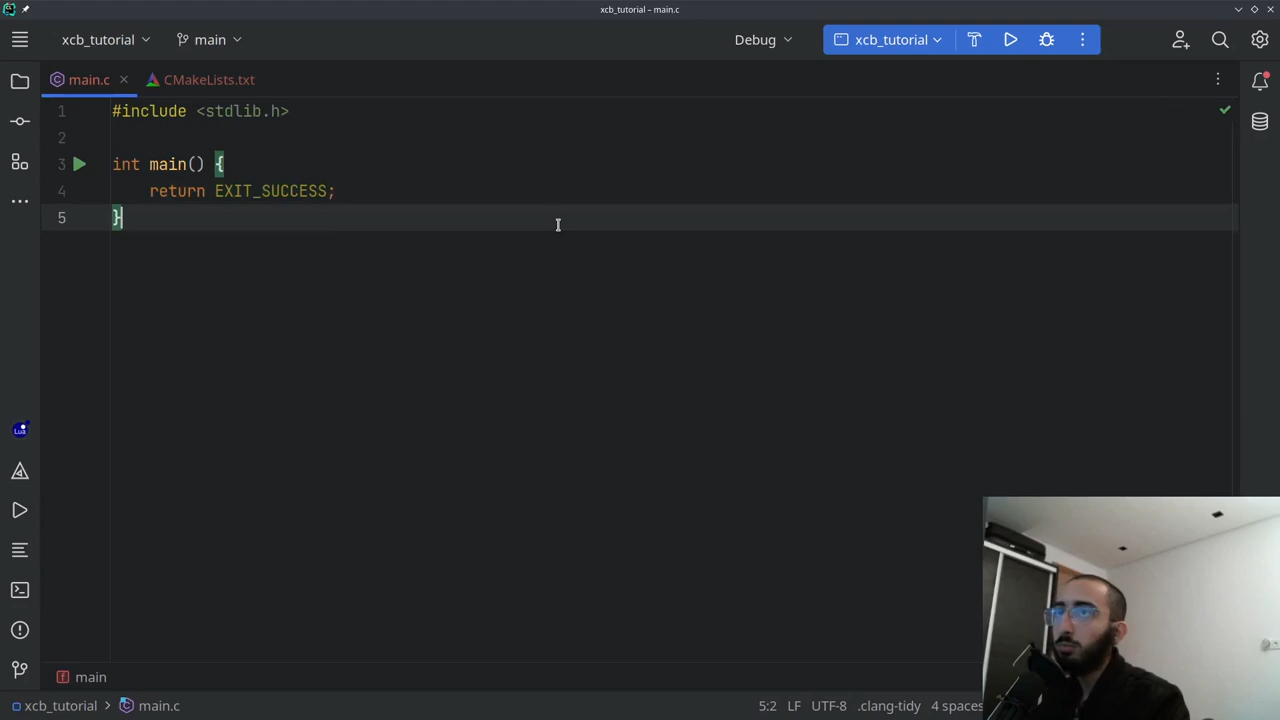 xcb_tutorial – main.c
xcb_tutorial
main
Debug
xcb_tutorial
main.c
CMakeLists.txt
1 #include <stdlib.h>
2
3 int main() {
4 return EXIT_SUCCESS;
5 }
Lua
main
xcb_tutorial
main.c
5:2 LF UTF-8 .clang-tidy 4 spaces